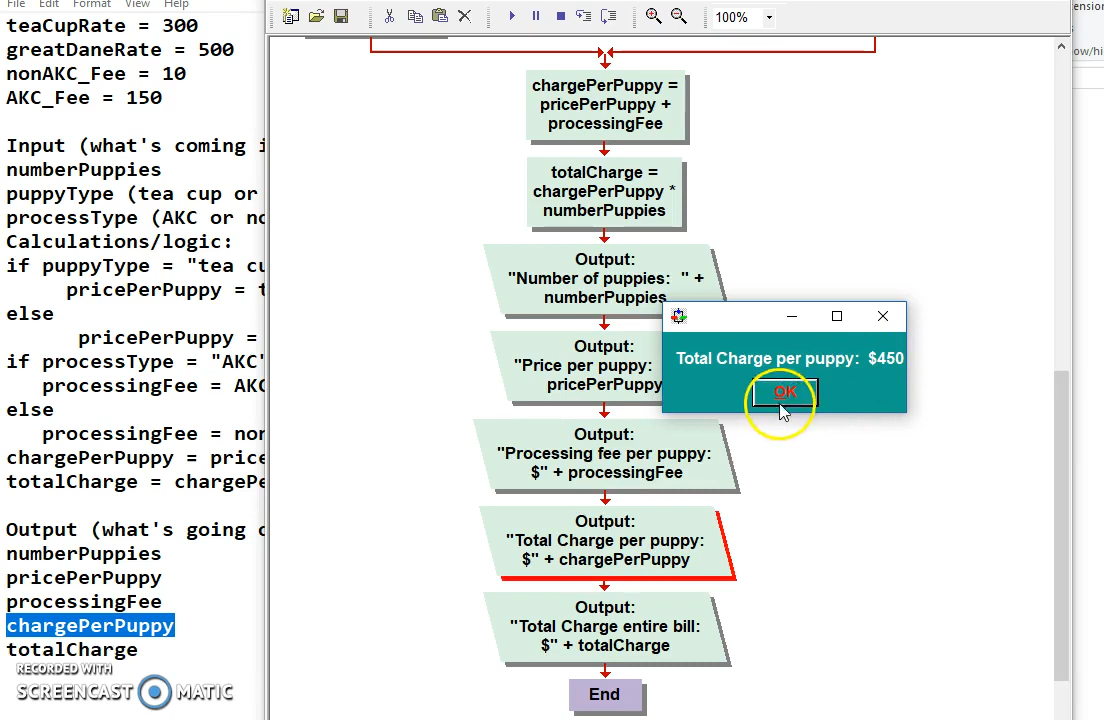 File Edit Format View Help
teaCupRate = 300
greatDaneRate = 500
nonAKC_Fee = 10
AKC_Fee = 150
Input (what's coming i
numberPuppies
puppyType (tea cup or
processType (AKC or no
Calculations/logic:
if puppyType = "tea cu
pricePerPuppy = t
else
pricePerPuppy =
if processType = "AKC"
processingFee = AKC
else
processingFee = non
chargePerPuppy = price
totalCharge = chargePe
Output (what's going o
numberPuppies
pricePerPuppy
processingFee
chargePerPuppy
totalCharge
RECORDED WITH
SCREENCAST MATIC
100%
chargePerPuppy =
pricePerPuppy +
processingFee
totalCharge =
chargePerPuppy *
numberPuppies
Output:
"Number of puppies: " +
numberPuppies
Output:
"Price per puppy:
pricePerPuppy
Output:
"Processing fee per puppy:
$" + processingFee
Output:
"Total Charge per puppy:
$" + chargePerPuppy
Output:
"Total Charge entire bill:
$" + totalCharge
End
Total Charge per puppy: $450
OK
ension
ow/hi